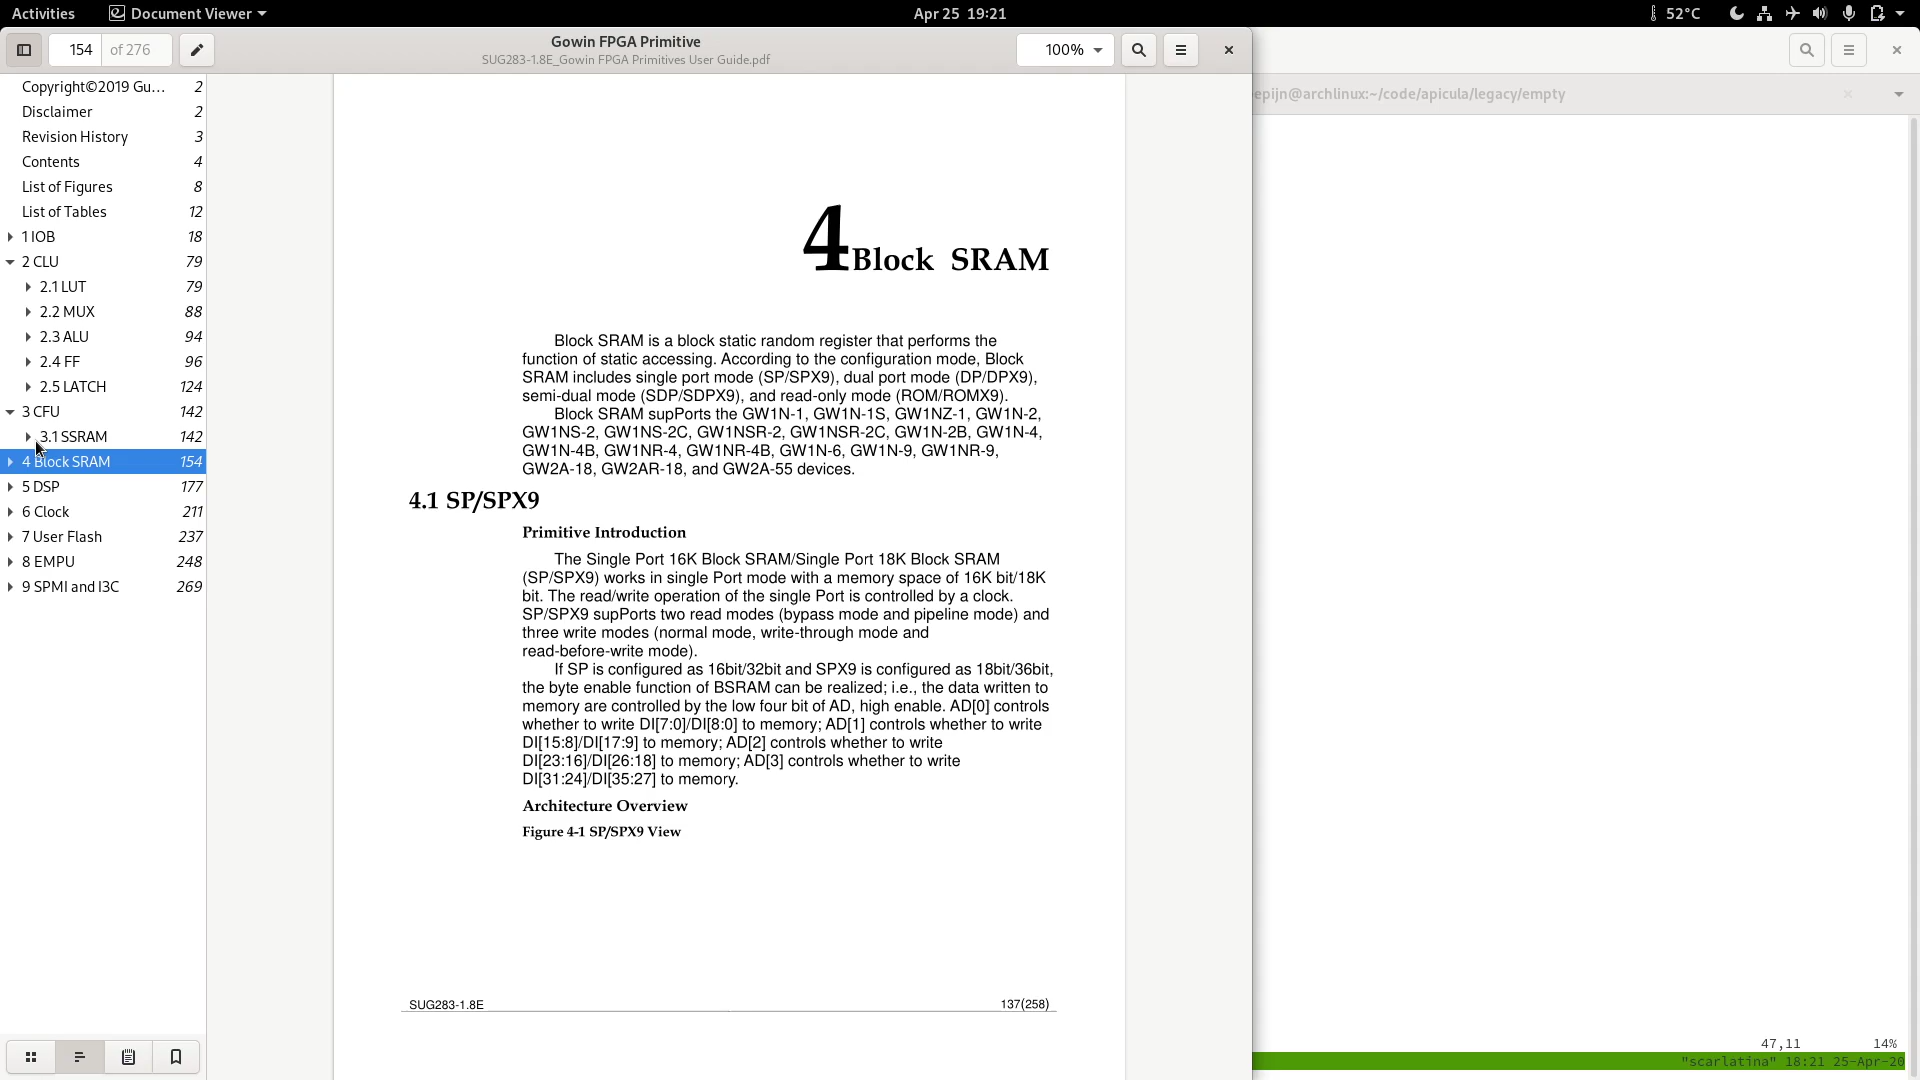 Activities
Document Viewer
Apr 25 19:21
52°C
154 of 276
Gowin FPGA Primitive
SUG283-1.8E_Gowin FPGA Primitives User Guide.pdf
100%
epijn@archlinux:~/code/apicula/legacy/empty
Copyright©2019 Gu... 2
Disclaimer 2
Revision History 3
Contents 4
List of Figures 8
List of Tables 12
1 IOB 18
2 CLU 79
2.1 LUT 79
2.2 MUX 88
2.3 ALU 94
2.4 FF 96
2.5 LATCH 124
3 CFU 142
3.1 SSRAM 142
4 Block SRAM 154
5 DSP 177
6 Clock 211
7 User Flash 237
8 EMPU 248
9 SPMI and I3C 269
4 Block SRAM
Block SRAM is a block static random register that performs the
function of static accessing. According to the configuration mode, Block
SRAM includes single port mode (SP/SPX9), dual port mode (DP/DPX9),
semi-dual mode (SDP/SDPX9), and read-only mode (ROM/ROMX9).
Block SRAM supPorts the GW1N-1, GW1N-1S, GW1NZ-1, GW1N-2,
GW1NS-2, GW1NS-2C, GW1NSR-2, GW1NSR-2C, GW1N-2B, GW1N-4,
GW1N-4B, GW1NR-4, GW1NR-4B, GW1N-6, GW1N-9, GW1NR-9,
GW2A-18, GW2AR-18, and GW2A-55 devices.
4.1 SP/SPX9
Primitive Introduction
The Single Port 16K Block SRAM/Single Port 18K Block SRAM
(SP/SPX9) works in single Port mode with a memory space of 16K bit/18K
bit. The read/write operation of the single Port is controlled by a clock.
SP/SPX9 supPorts two read modes (bypass mode and pipeline mode) and
three write modes (normal mode, write-through mode and
read-before-write mode).
If SP is configured as 16bit/32bit and SPX9 is configured as 18bit/36bit,
the byte enable function of BSRAM can be realized; i.e., the data written to
memory are controlled by the low four bit of AD, high enable. AD[0] controls
whether to write DI[7:0]/DI[8:0] to memory; AD[1] controls whether to write
DI[15:8]/DI[17:9] to memory; AD[2] controls whether to write
DI[23:16]/DI[26:18] to memory; AD[3] controls whether to write
DI[31:24]/DI[35:27] to memory.
Architecture Overview
Figure 4-1 SP/SPX9 View
SUG283-1.8E 137(258)
47,11 14%
"scarlatina" 18:21 25-Apr-20